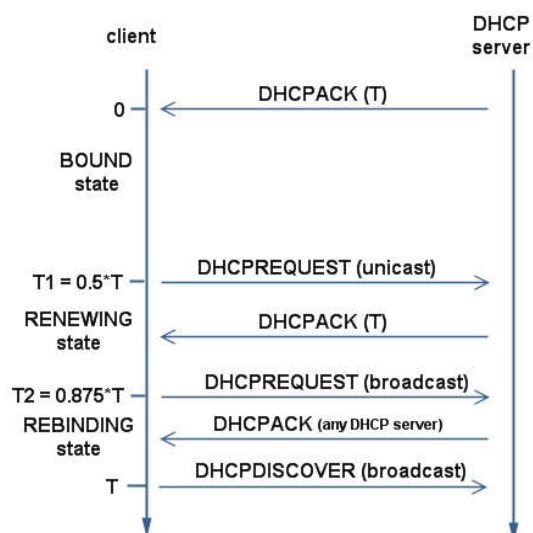 client
DHCP
server
DHCPACK (T)
0
BOUND
state
DHCPREQUEST (unicast)
T1 = 0.5*T
RENEWING
state
DHCPACK (T)
DHCPREQUEST (broadcast)
T2 = 0.875*T
REBINDING
state
DHCPACK (any DHCP server)
DHCPDISCOVER (broadcast)
T